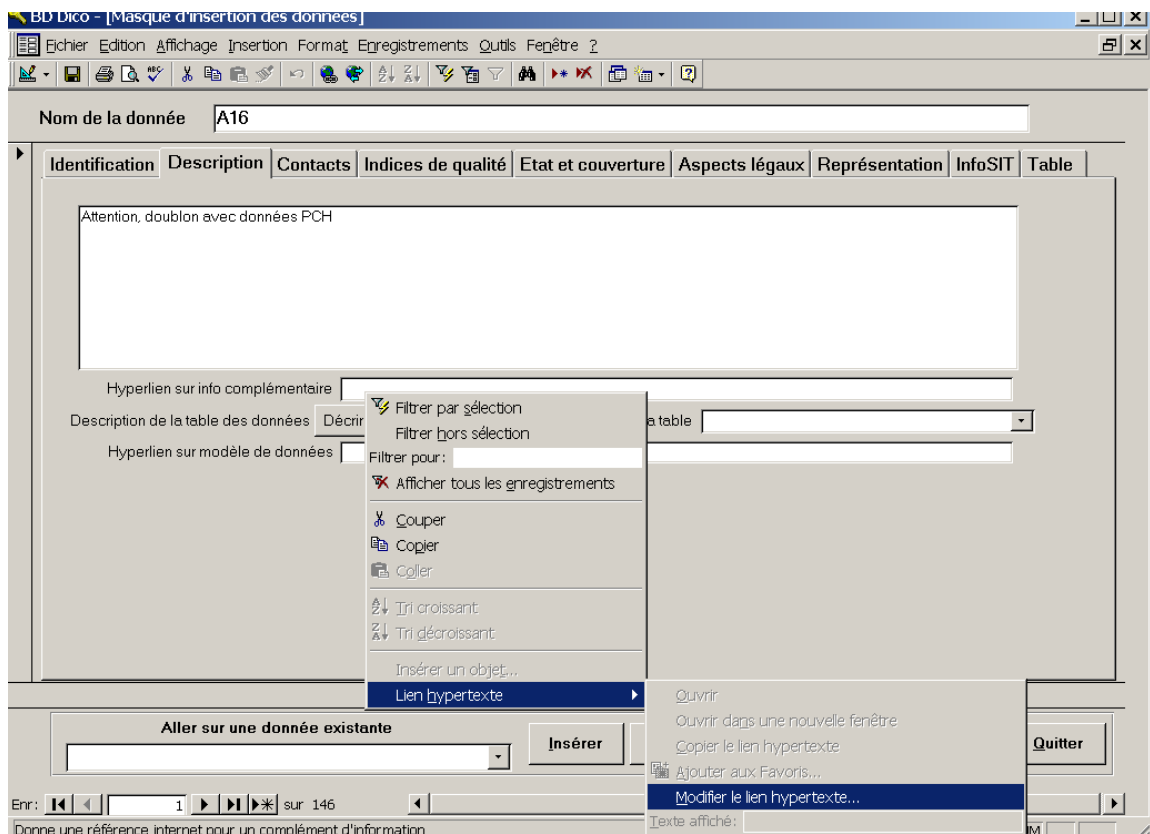 BD Dico - [Masque d'insertion des données]
Fichier Edition Affichage Insertion Format Enregistrements Outils Fenêtre ?
Nom de la donnée A16
Identification Description Contacts Indices de qualité Etat et couverture Aspects légaux Représentation InfoSIT Table
Attention, doublon avec données PCH
Hyperlien sur info complémentaire
Description de la table des données Décrir a table
Hyperlien sur modèle de données
Filtrer par sélection
Filtrer hors sélection
Filtrer pour:
Afficher tous les enregistrements
Couper
Copier
Coller
Tri croissant
Tri décroissant
Insérer un objet...
Lien hypertexte
Ouvrir
Ouvrir dans une nouvelle fenêtre
Copier le lien hypertexte
Ajouter aux Favoris...
Modifier le lien hypertexte...
Texte affiché:
Aller sur une donnée existante
Insérer
Quitter
Enr: 1 sur 146
Donne une référence internet pour un complément d'information